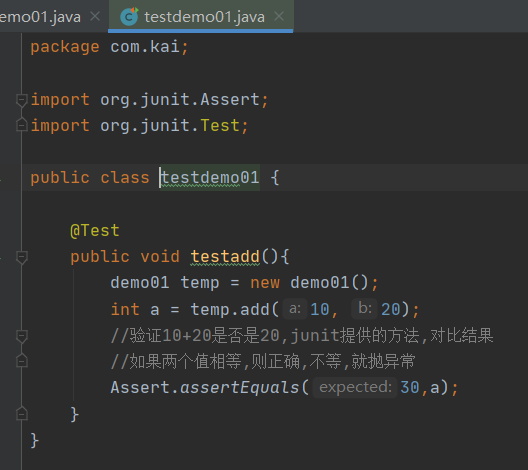 emo01.java testdemo01.java
package com.kai;
import org.junit.Assert;
import org.junit.Test;
public class testdemo01 {
@Test
public void testadd(){
demo01 temp = new demo01();
int a = temp.add( a: 10, b: 20);
//验证10+20是否是20,junit提供的方法,对比结果
//如果两个值相等,则正确,不等,就抛异常
Assert.assertEquals( expected: 30,a);
}
}